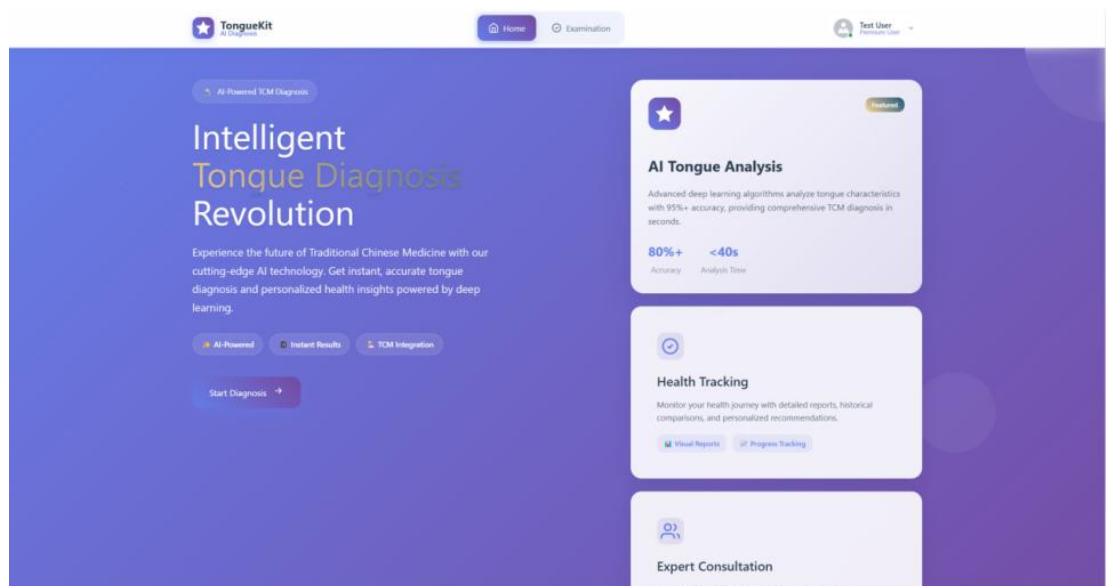 TongueKit
AI Diagnosis
Home
Examination
Test User
Premium User
AI-Powered TCM Diagnosis
Intelligent
Tongue Diagnosis
Revolution
Experience the future of Traditional Chinese Medicine with our
cutting-edge AI technology. Get instant, accurate tongue
diagnosis and personalized health insights powered by deep
learning.
AI-Powered
Instant Results
TCM Integration
Start Diagnosis →
Featured
AI Tongue Analysis
Advanced deep learning algorithms analyze tongue characteristics
with 95%+ accuracy, providing comprehensive TCM diagnosis in
seconds.
80%+ <40s
Accuracy Analysis Time
Health Tracking
Monitor your health journey with detailed reports, historical
comparisons, and personalized recommendations.
Visual Reports
Progress Tracking
Expert Consultation